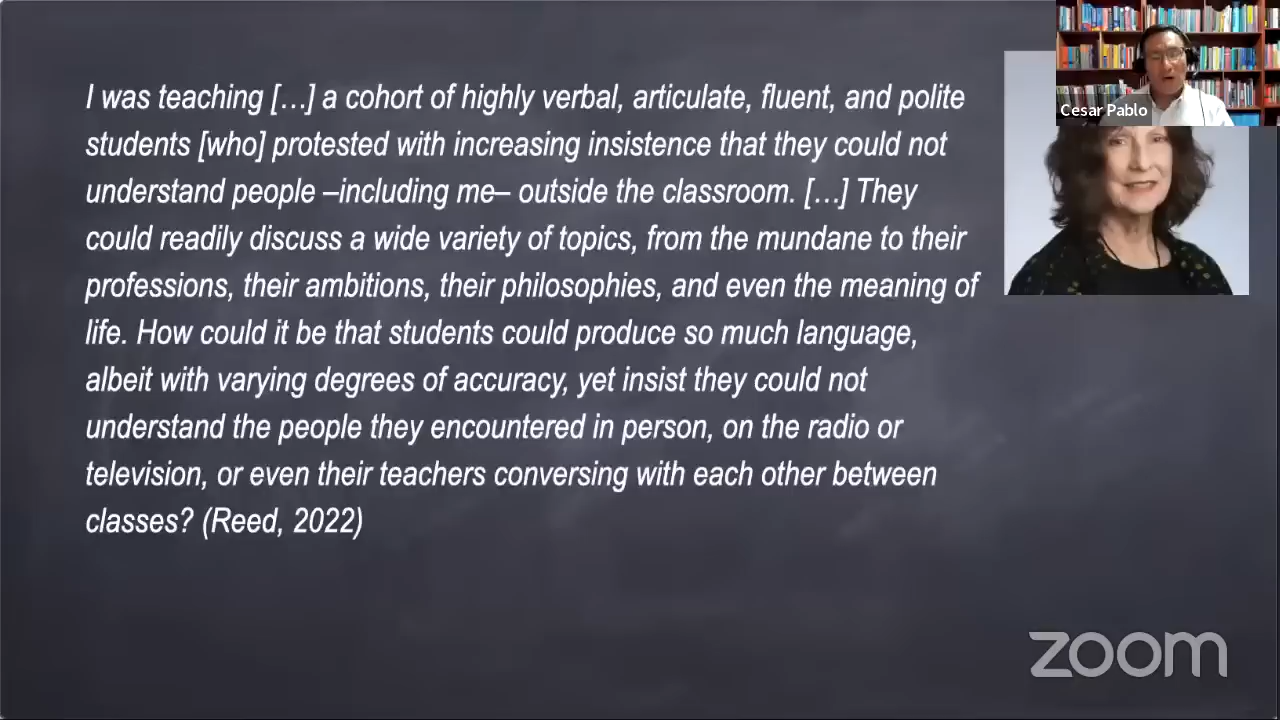 I was teaching […] a cohort of highly verbal, articulate, fluent, and polite
students [who] protested with increasing insistence that they could not
understand people –including me– outside the classroom. […] They
could readily discuss a wide variety of topics, from the mundane to their
professions, their ambitions, their philosophies, and even the meaning of
life. How could it be that students could produce so much language,
albeit with varying degrees of accuracy, yet insist they could not
understand the people they encountered in person, on the radio or
television, or even their teachers conversing with each other between
classes? (Reed, 2022)
Cesar Pablo
zoom